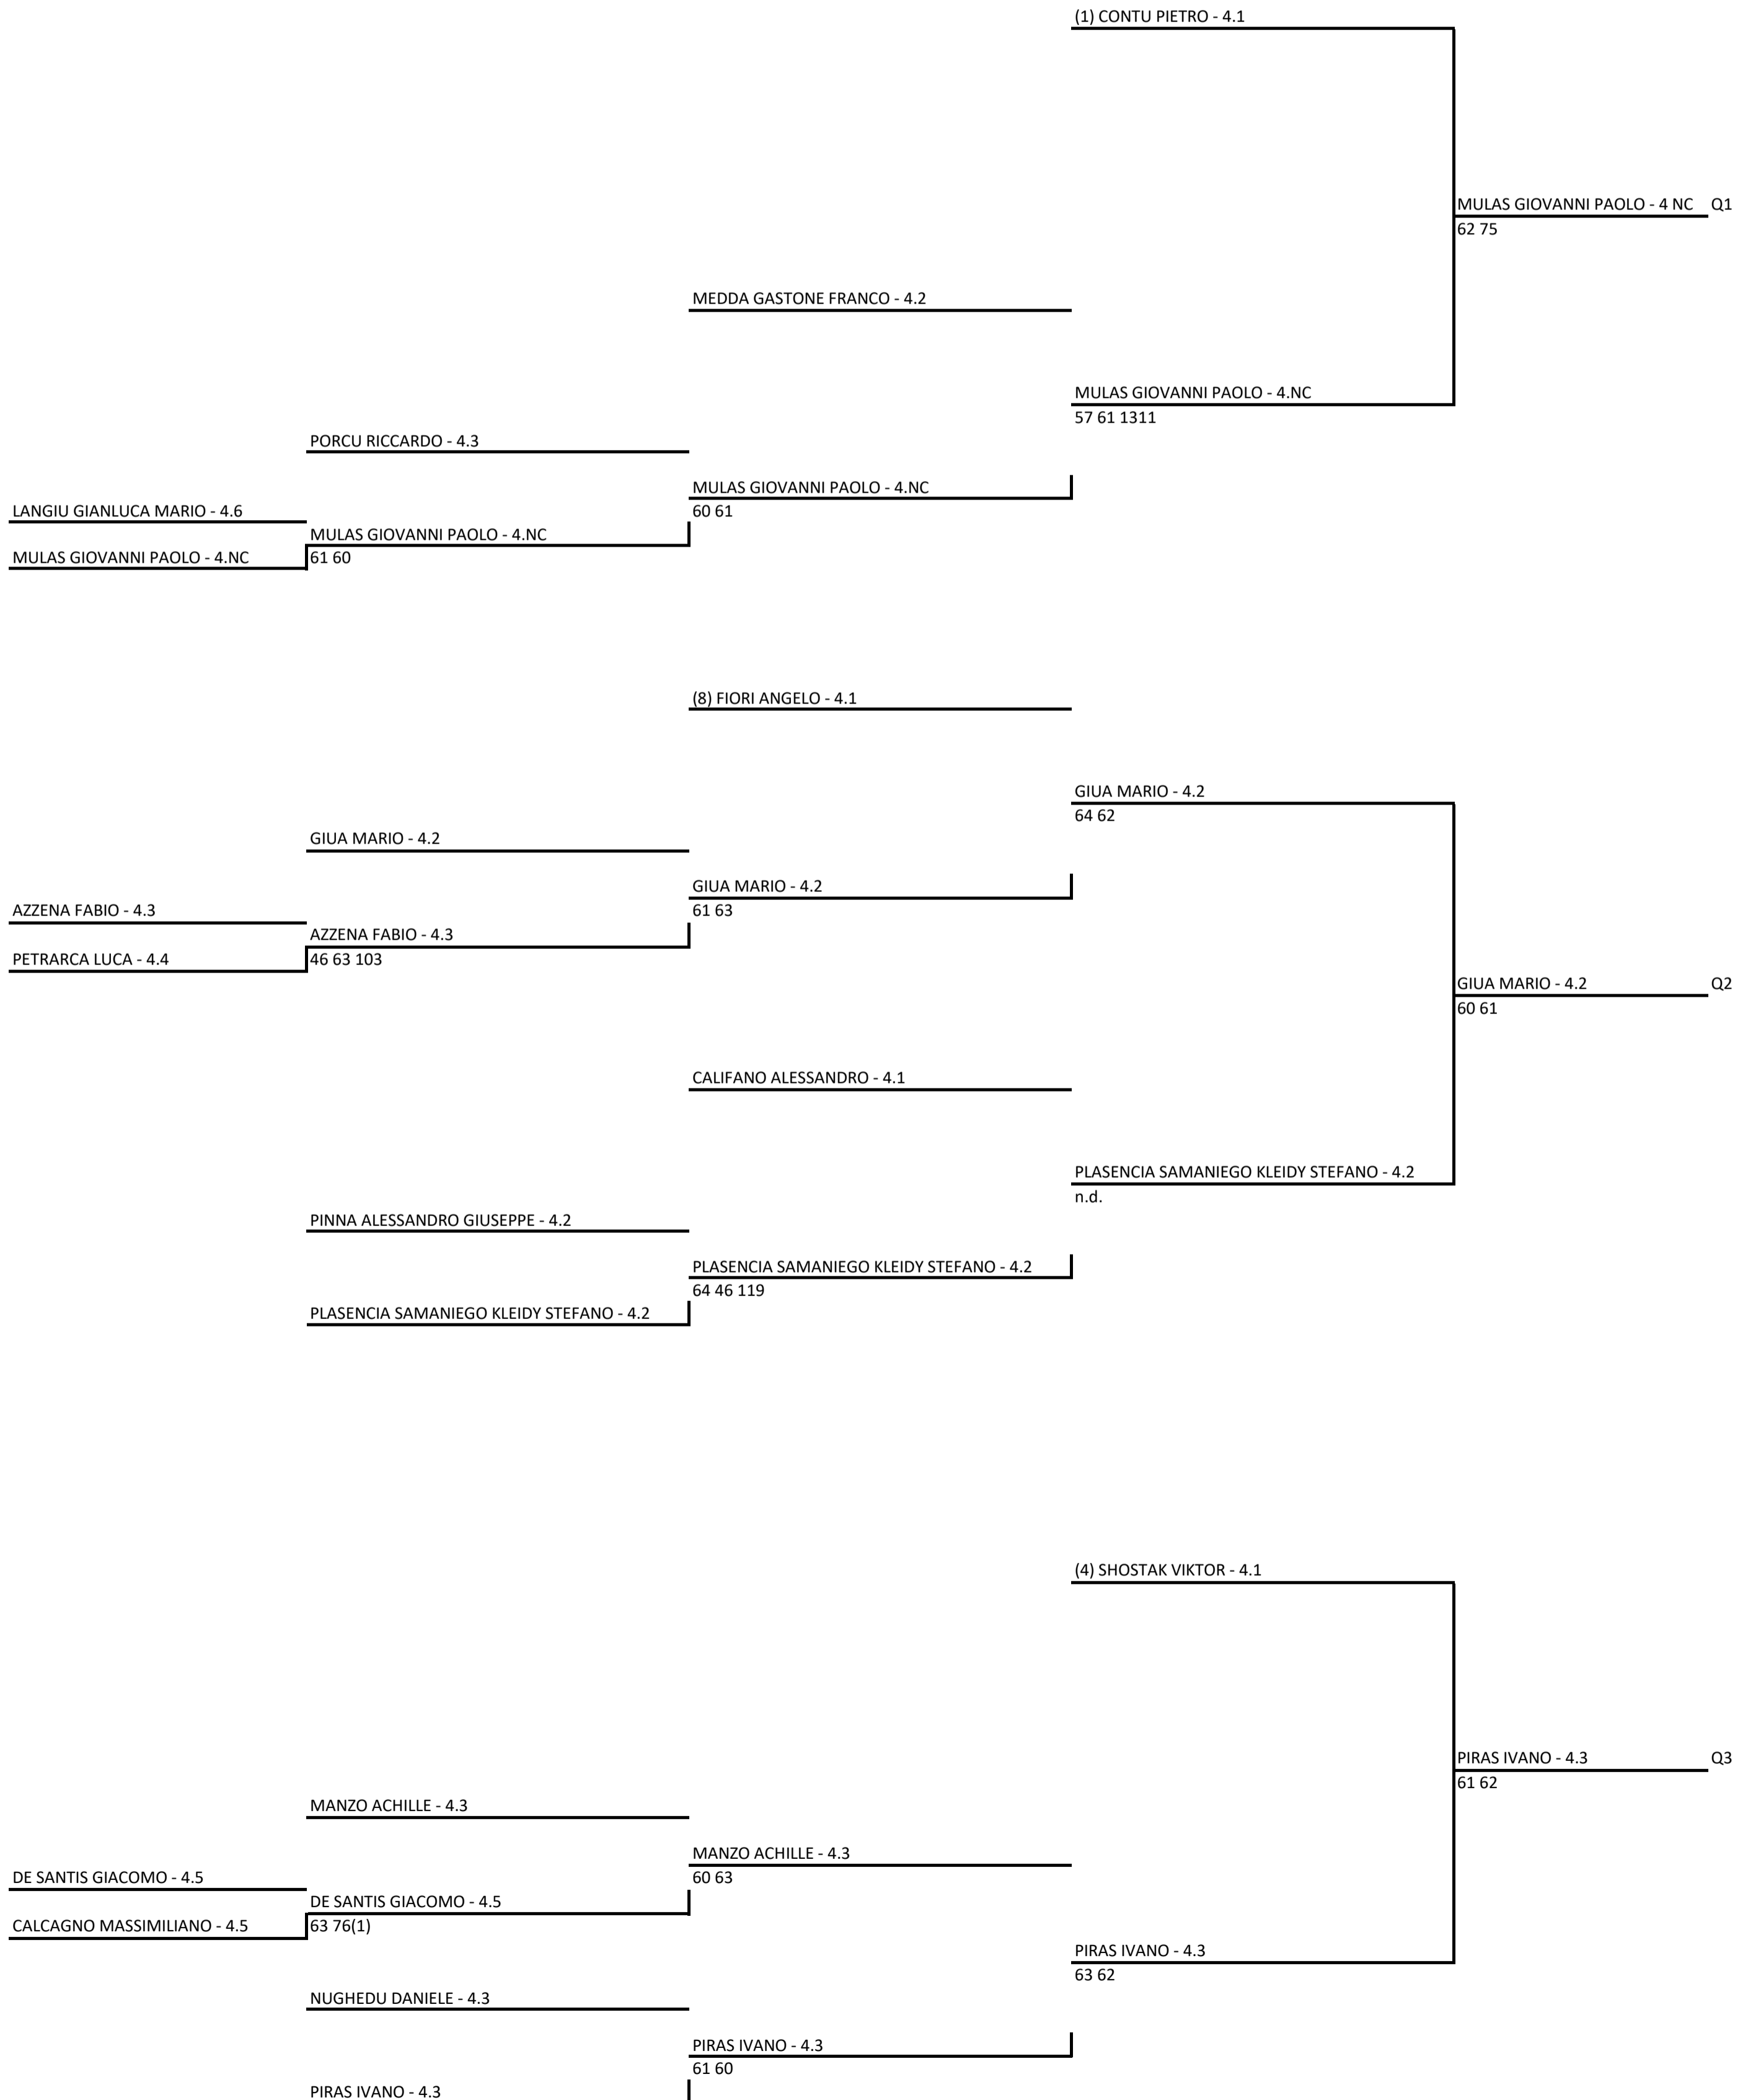 (1) CONTU PIETRO - 4.1
MULAS GIOVANNI PAOLO - 4 NC Q1
62 75
MEDDA GASTONE FRANCO - 4.2
MULAS GIOVANNI PAOLO - 4.NC
57 61 1311
PORCU RICCARDO - 4.3
MULAS GIOVANNI PAOLO - 4.NC
60 61
LANGIU GIANLUCA MARIO - 4.6
MULAS GIOVANNI PAOLO - 4.NC
MULAS GIOVANNI PAOLO - 4.NC
61 60
(8) FIORI ANGELO - 4.1
GIUA MARIO - 4.2
64 62
GIUA MARIO - 4.2
GIUA MARIO - 4.2
61 63
AZZENA FABIO - 4.3
AZZENA FABIO - 4.3
PETRARCA LUCA - 4.4
46 63 103
GIUA MARIO - 4.2 Q2
60 61
CALIFANO ALESSANDRO - 4.1
PLASENCIA SAMANIEGO KLEIDY STEFANO - 4.2
n.d.
PINNA ALESSANDRO GIUSEPPE - 4.2
PLASENCIA SAMANIEGO KLEIDY STEFANO - 4.2
64 46 119
PLASENCIA SAMANIEGO KLEIDY STEFANO - 4.2
(4) SHOSTAK VIKTOR - 4.1
PIRAS IVANO - 4.3 Q3
61 62
MANZO ACHILLE - 4.3
MANZO ACHILLE - 4.3
60 63
DE SANTIS GIACOMO - 4.5
DE SANTIS GIACOMO - 4.5
CALCAGNO MASSIMILIANO - 4.5
63 76(1)
PIRAS IVANO - 4.3
63 62
NUGHEDU DANIELE - 4.3
PIRAS IVANO - 4.3
61 60
PIRAS IVANO - 4.3